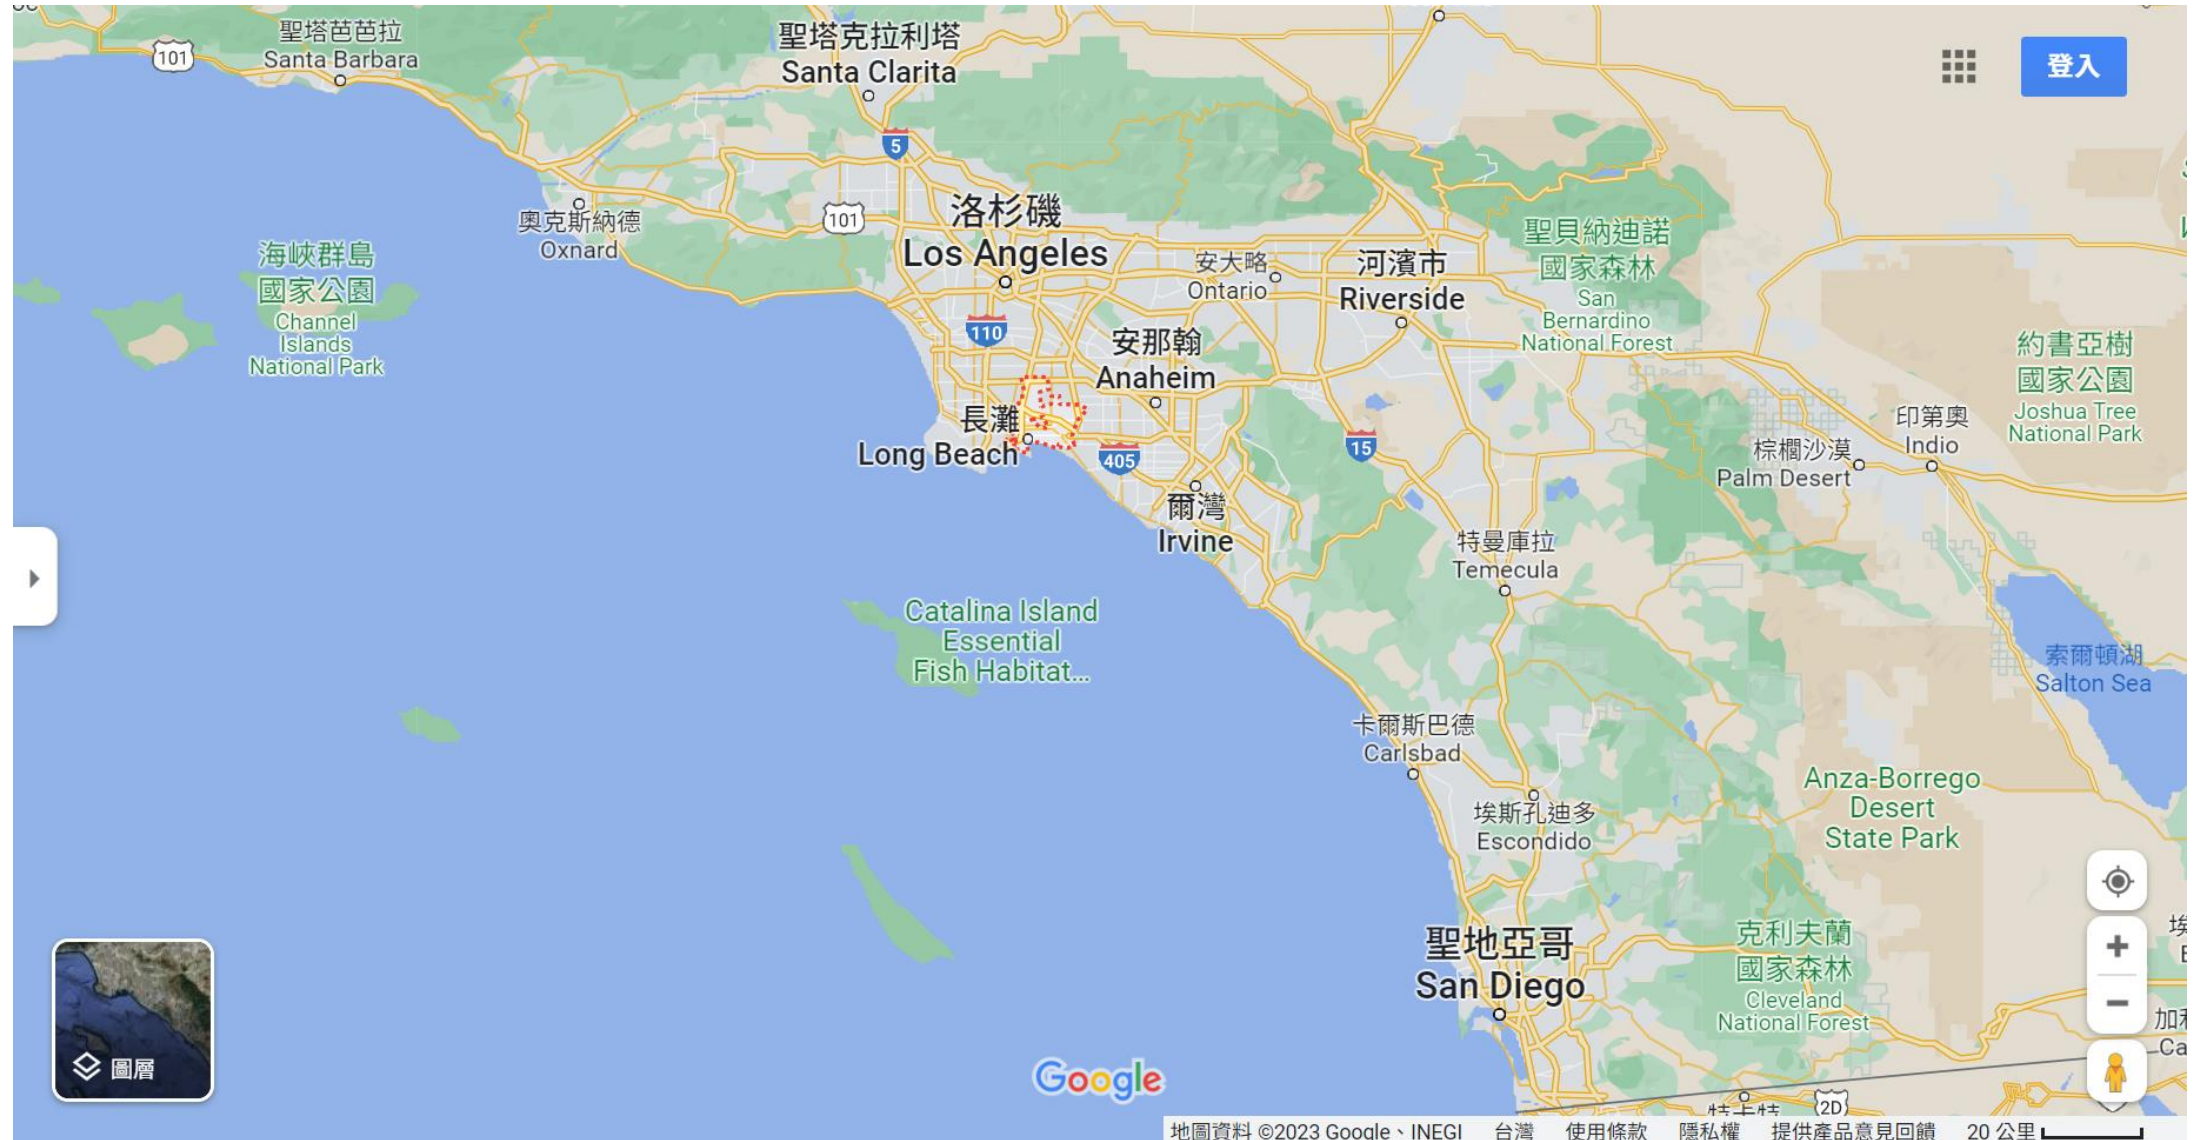 聖塔芭芭拉
Santa Barbara
101
聖塔克拉利塔
Santa Clarita
登入
5
奧克斯納德
Oxnard
101
洛杉磯
Los Angeles
海峽群島
國家公園
Channel
Islands
National Park
安大略
Ontario
河濱市
Riverside
聖貝納迪諾
國家森林
San
Bernardino
National Forest
110
安那翰
Anaheim
約書亞樹
國家公園
Joshua Tree
National Park
長灘
Long Beach
405
15
印第奧
Indio
棕櫚沙漠
Palm Desert
爾灣
Irvine
特曼庫拉
Temecula
Catalina Island
Essential
Fish Habitat...
索爾頓湖
Salton Sea
卡爾斯巴德
Carlsbad
埃斯孔迪多
Escondido
Anza-Borrego
Desert
State Park
聖地亞哥
San Diego
克利夫蘭
國家森林
Cleveland
National Forest
圖層
Google
特卡特
2D
地圖資料 ©2023 Google、INEGI 台灣 使用條款 隱私權 提供產品意見回饋 20 公里